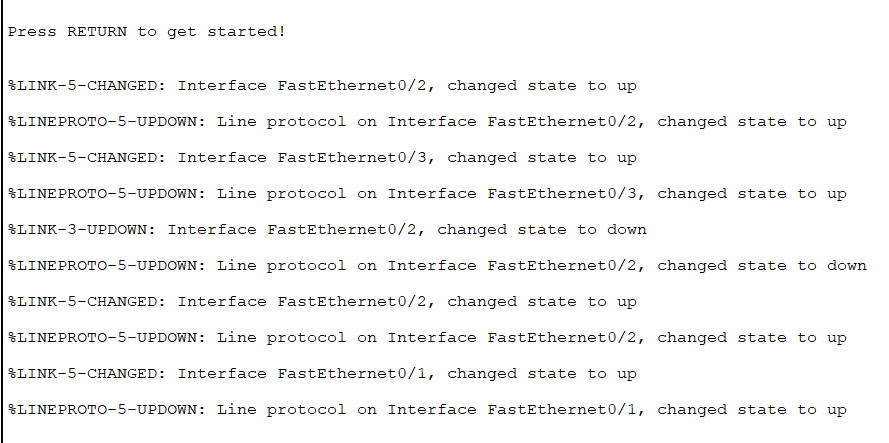 Press RETURN to get started!
%LINK-5-CHANGED: Interface FastEthernet0/2, changed state to up
%LINEPROTO-5-UPDOWN: Line protocol on Interface FastEthernet0/2, changed state to up
%LINK-5-CHANGED: Interface FastEthernet0/3, changed state to up
%LINEPROTO-5-UPDOWN: Line protocol on Interface FastEthernet0/3, changed state to up
%LINK-3-UPDOWN: Interface FastEthernet0/2, changed state to down
%LINEPROTO-5-UPDOWN: Line protocol on Interface FastEthernet0/2, changed state to down
%LINK-5-CHANGED: Interface FastEthernet0/2, changed state to up
%LINEPROTO-5-UPDOWN: Line protocol on Interface FastEthernet0/2, changed state to up
%LINK-5-CHANGED: Interface FastEthernet0/1, changed state to up
%LINEPROTO-5-UPDOWN: Line protocol on Interface FastEthernet0/1, changed state to up